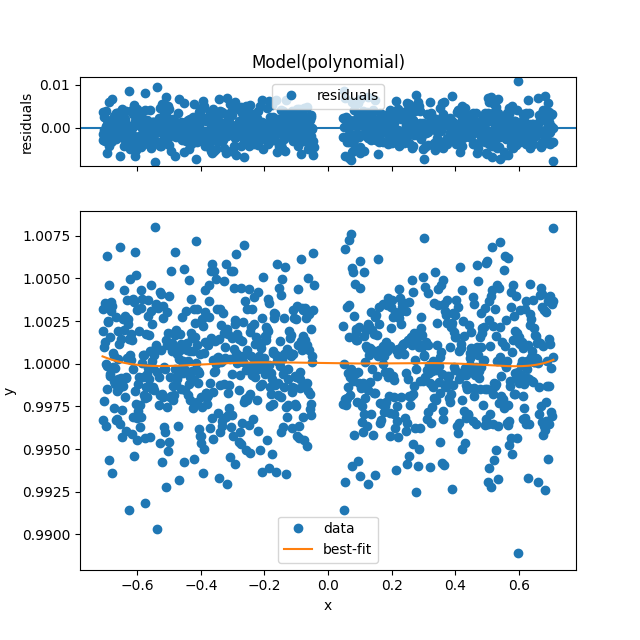 Model(polynomial)
residuals
0.01
0.00
residuals
1.0075
1.0050
1.0025
1.0000
0.9975
0.9950
0.9925
0.9900
y
data
best-fit
−0.6 −0.4 −0.2 0.0 0.2 0.4 0.6
x